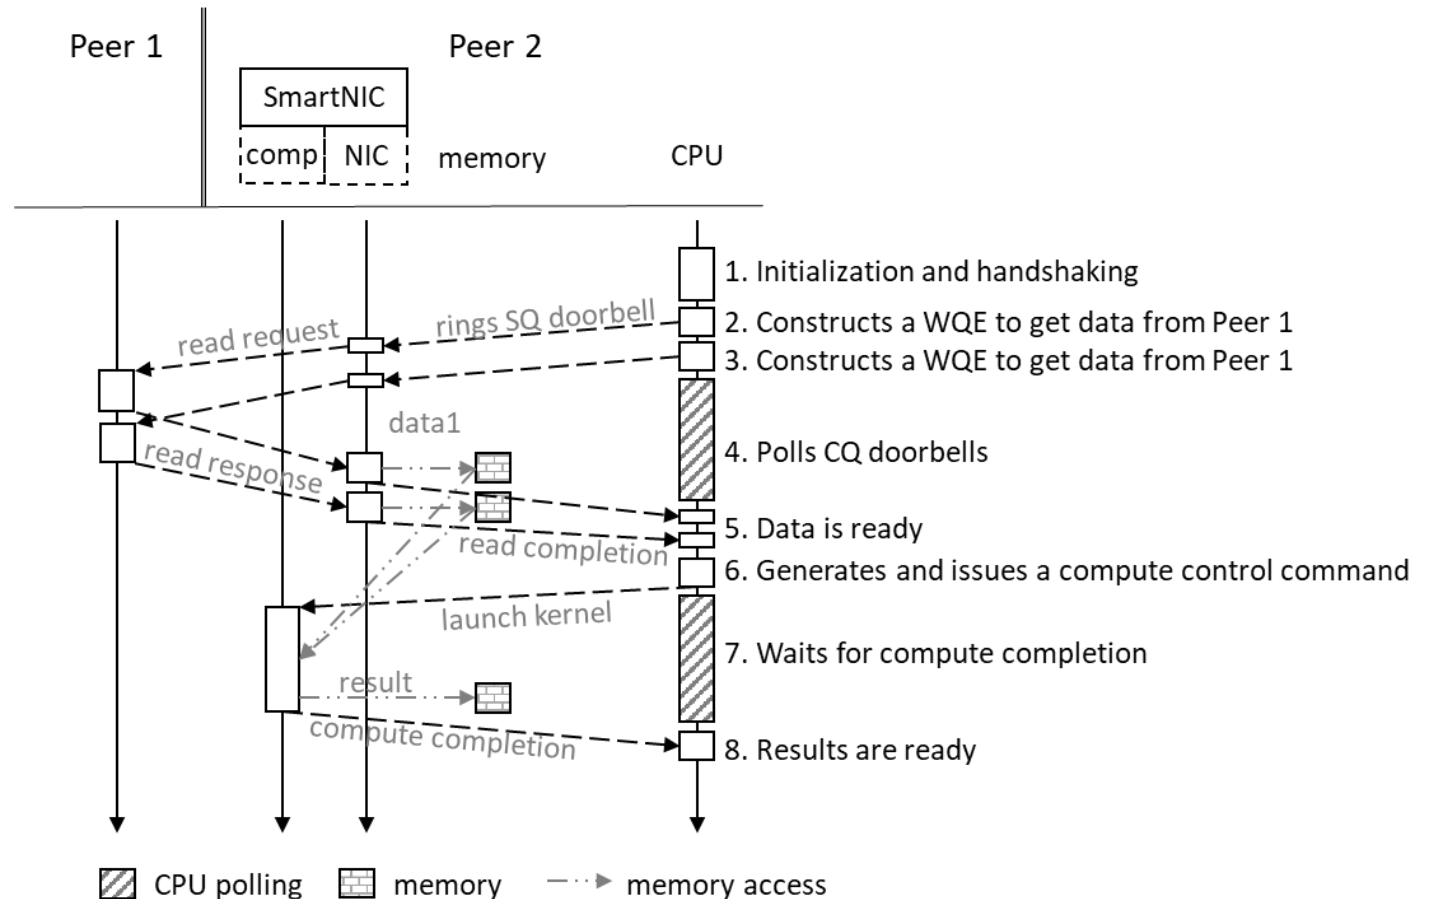 Peer 1
Peer 2
SmartNIC
comp
NIC
memory
CPU
1. Initialization and handshaking
rings SQ doorbell
2. Constructs a WQE to get data from Peer 1
read request
3. Constructs a WQE to get data from Peer 1
data1
4. Polls CQ doorbells
read response
5. Data is ready
read completion
6. Generates and issues a compute control command
launch kernel
7. Waits for compute completion
result
compute completion
8. Results are ready
CPU polling
memory
memory access